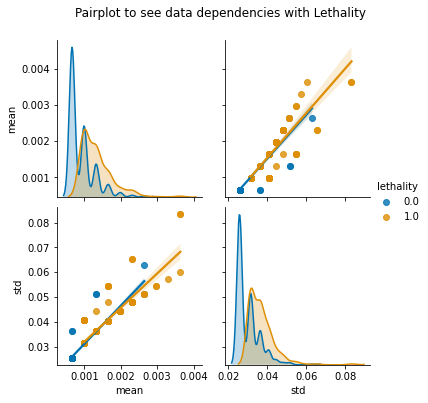 Pairplot to see data dependencies with Lethality
0.004
0.003
0.002
0.001
mean
lethality
0.0
1.0
0.08
0.07
0.06
0.05
0.04
0.03
std
0.001 0.002 0.003 0.004
mean
0.02 0.04 0.06 0.08
std